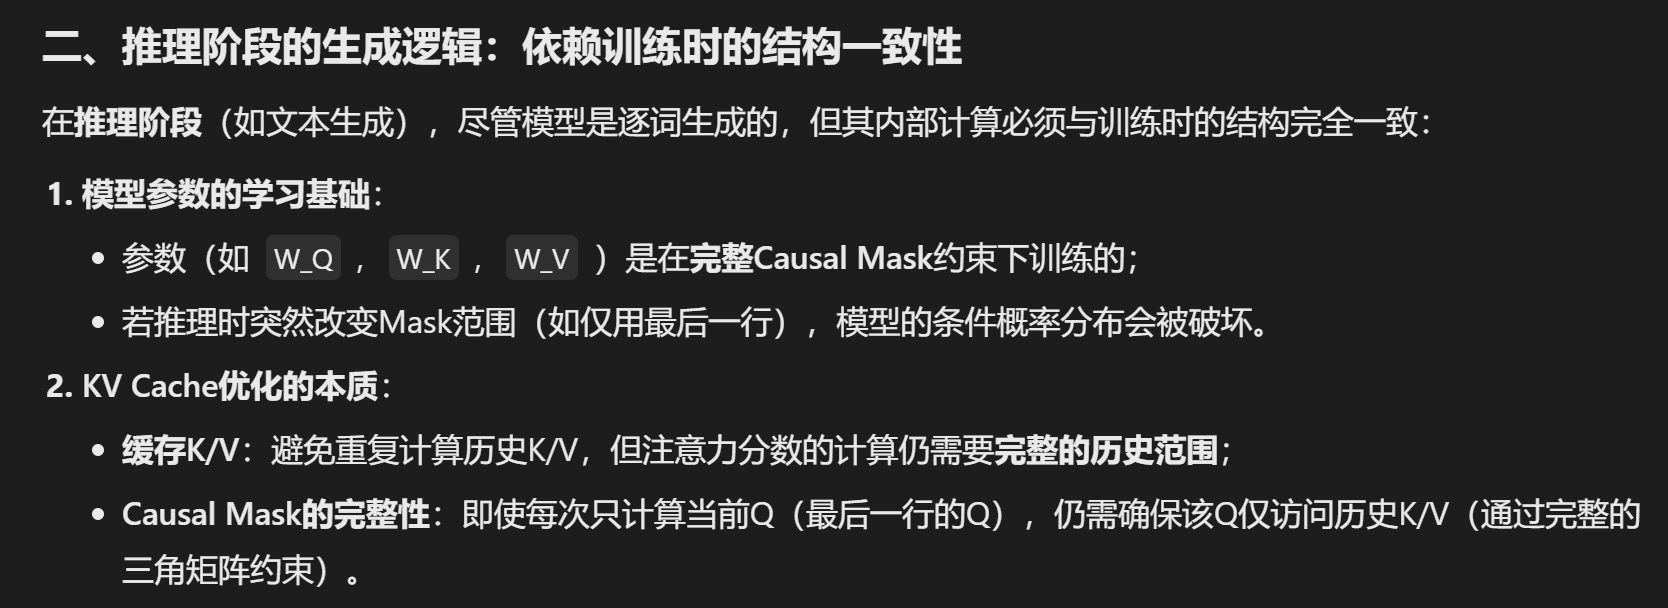 二、推理阶段的生成逻辑：依赖训练时的结构一致性
在推理阶段（如文本生成），尽管模型是逐词生成的，但其内部计算必须与训练时的结构完全一致：
1. 模型参数的学习基础：
• 参数（如 W_Q ， W_K ， W_V ）是在完整Causal Mask约束下训练的；
• 若推理时突然改变Mask范围（如仅用最后一行），模型的条件概率分布会被破坏。
2. KV Cache优化的本质：
• 缓存K/V：避免重复计算历史K/V，但注意力分数的计算仍需要完整的历史范围；
• Causal Mask的完整性：即使每次只计算当前Q（最后一行的Q），仍需确保该Q仅访问历史K/V（通过完整的
三角矩阵约束）。